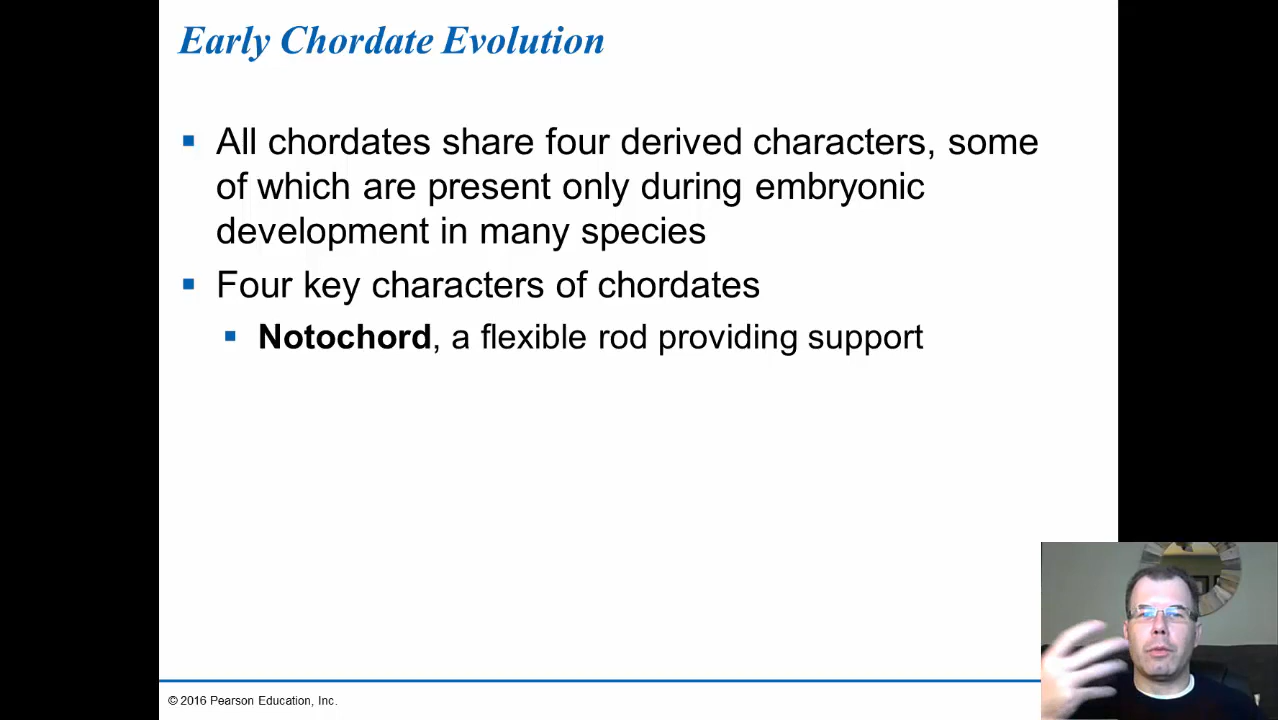 Early Chordate Evolution
All chordates share four derived characters, some
of which are present only during embryonic
development in many species
Four key characters of chordates
Notochord, a flexible rod providing support
© 2016 Pearson Education, Inc.